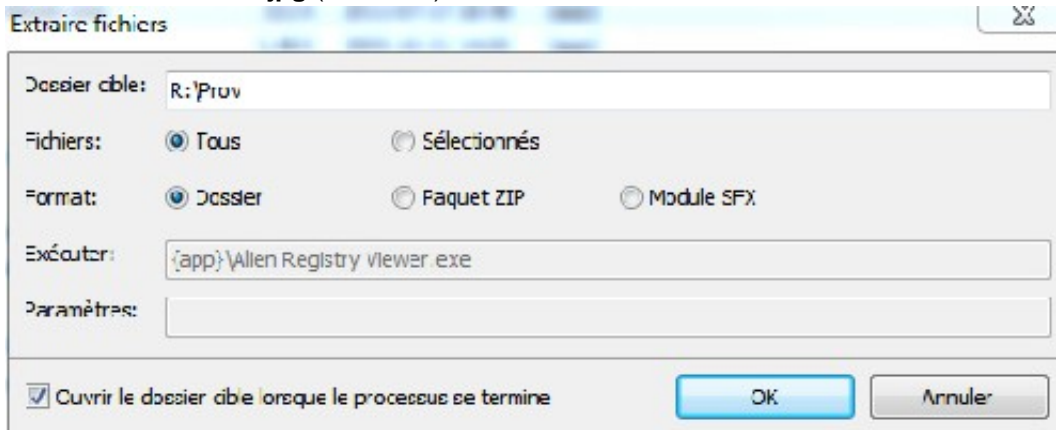 Extraire fichiers
Dossier cible: R:\Prov
Fichiers: Tous Sélectionnés
Format: Dossier Paquet ZIP Module SFX
Exécuter: {app}\Alien Registry Viewer.exe
Paramètres:
Ouvrir le dossier cible lorsque le processus se termine OK Annuler